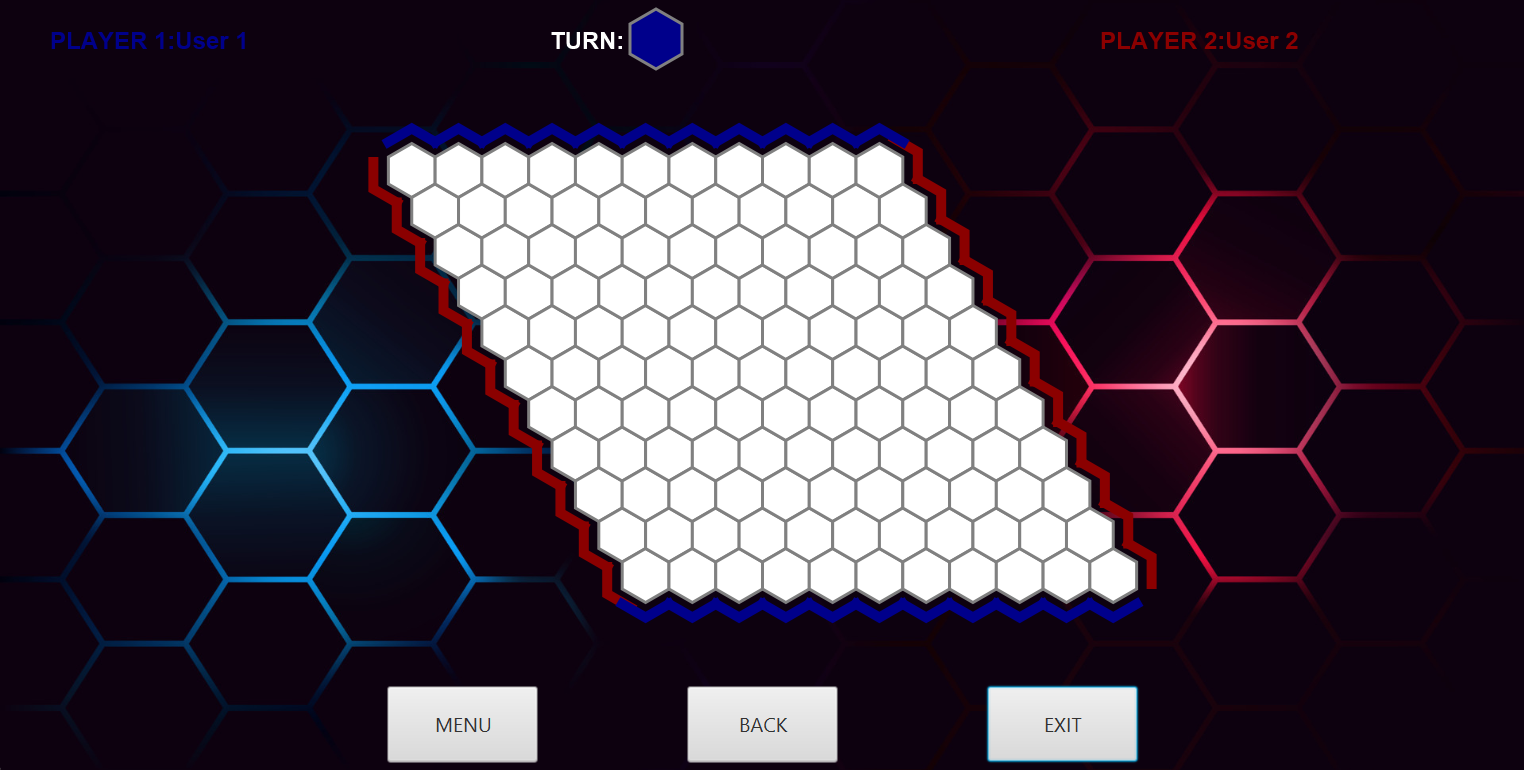 PLAYER 1:User 1
TURN:
PLAYER 2:User 2
MENU
BACK
EXIT